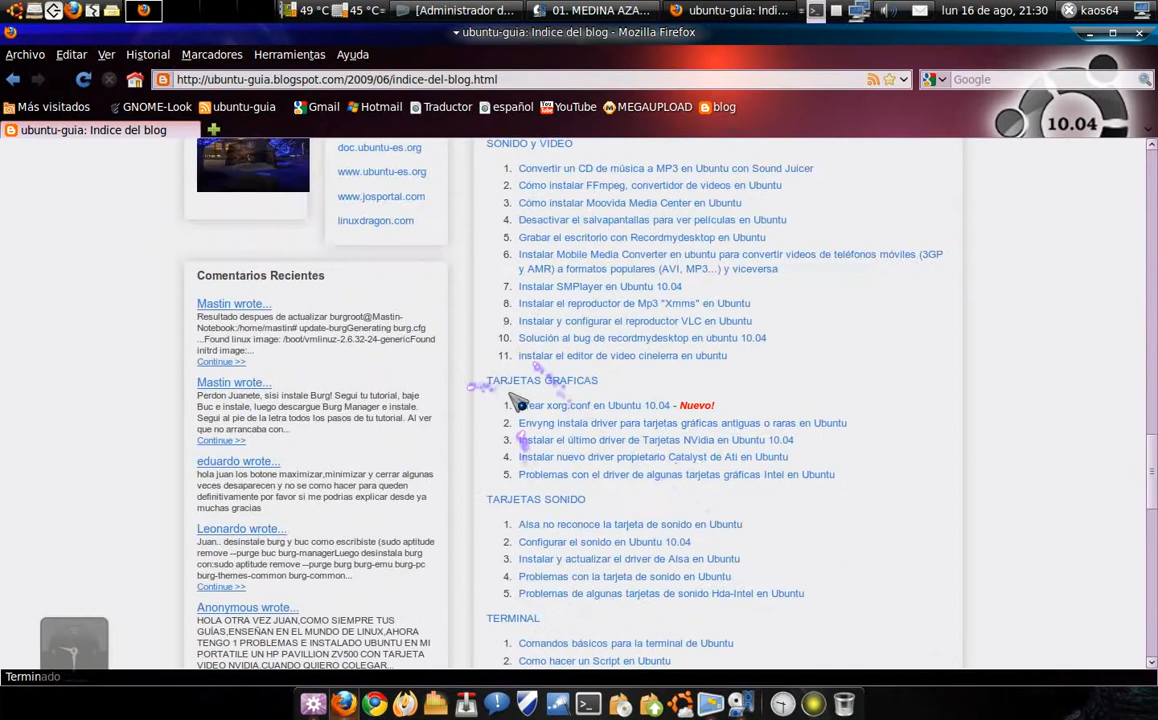 49 °C 45 °C [Administrador d... 01. MEDINA AZA... ubuntu-guia: Indi... lun 16 de ago, 21:30 kaos64
ubuntu-guia: Indice del blog - Mozilla Firefox
Archivo Editar Ver Historial Marcadores Herramientas Ayuda
http://ubuntu-guia.blogspot.com/2009/06/indice-del-blog.html Google
Más visitados GNOME-Look ubuntu-guia Gmail Hotmail Traductor español YouTube MEGAUPLOAD blog
10.04
ubuntu-guia: Indice del blog
doc.ubuntu-es.org
www.ubuntu-es.org
www.josportal.com
linuxdragon.com
Comentarios Recientes
Mastin wrote...
Resultado despues de actualizar burgroot@Mastin-
Notebook:/home/mastin# update-burgGenerating burg.cfg
...Found linux image: /boot/vmlinuz-2.6.32-24-genericFound
initrd image:...
Continue >>
Mastin wrote...
Perdon Juanete, sisi instale Burg! Segui tu tutorial, baje
Buc e instale, luego descargue Burg Manager e instale.
Segui al pie de la letra todos los pasos de tu tutorial. Al ver
que no arrancaba con...
Continue >>
eduardo wrote...
hola juan los botone maximizar,minimizar y cerrar algunas
veces desaparecen y no se como hacer para queden
definitivamente por favor si me podrias explicar desde ya
muchas gracias
Leonardo wrote...
Juan.. desinstale burg y buc como escribiste (sudo aptitude
remove --purge buc burg-managerLuego desinstala burg
con:sudo aptitude remove --purge burg burg-emu burg-pc
burg-themes-common burg-common...
Continue >>
Anonymous wrote...
HOLA OTRA VEZ JUAN,COMO SIEMPRE TUS
GUÍAS,ENSEÑAN EN EL MUNDO DE LINUX,AHORA
TENGO 1 PROBLEMAS E INSTALADO UBUNTU EN MI
PORTATILE UN HP PAVILLION ZV500 CON TARJETA
VIDEO NVIDIA.CUANDO QUIERO COLEGAR...
SONIDO y VIDEO
1. Convertir un CD de música a MP3 en Ubuntu con Sound Juicer
2. Cómo instalar FFmpeg, convertidor de videos en Ubuntu
3. Cómo instalar Moovida Media Center en Ubuntu
4. Desactivar el salvapantallas para ver películas en Ubuntu
5. Grabar el escritorio con Recordmydesktop en Ubuntu
6. Instalar Mobile Media Converter en ubuntu para convertir videos de teléfonos móviles (3GP
y AMR) a formatos populares (AVI, MP3...) y viceversa
7. Instalar SMPlayer en Ubuntu 10.04
8. Instalar el reproductor de Mp3 "Xmms" en Ubuntu
9. Instalar y configurar el reproductor VLC en Ubuntu
10. Solución al bug de recordmydesktop en ubuntu 10.04
11. instalar el editor de video cinelerra en ubuntu
TARJETAS GRAFICAS
1. Crear xorg.conf en Ubuntu 10.04 - Nuevo!
2. Envyng instala driver para tarjetas gráficas antiguas o raras en Ubuntu
3. Instalar el último driver de Tarjetas NVidia en Ubuntu 10.04
4. Instalar nuevo driver propietario Catalyst de Ati en Ubuntu
5. Problemas con el driver de algunas tarjetas gráficas Intel en Ubuntu
TARJETAS SONIDO
1. Alsa no reconoce la tarjeta de sonido en Ubuntu
2. Configurar el sonido en Ubuntu 10.04
3. Instalar y actualizar el driver de Alsa en Ubuntu
4. Problemas con la tarjeta de sonido en Ubuntu
5. Problemas de algunas tarjetas de sonido Hda-Intel en Ubuntu
TERMINAL
1. Comandos básicos para la terminal de Ubuntu
2. Como hacer un Script en Ubuntu
Terminado